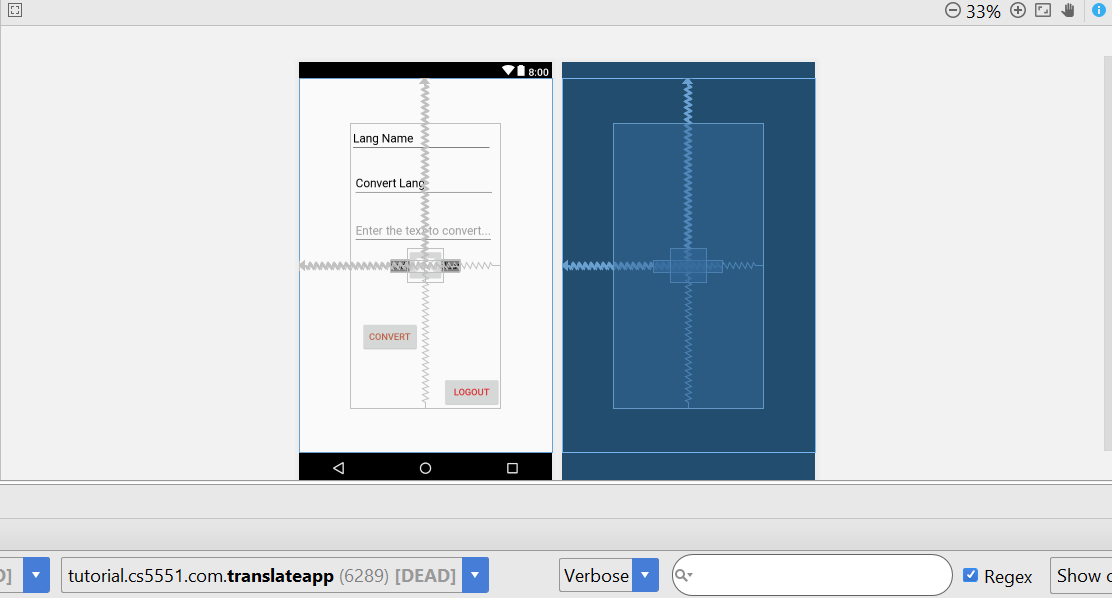 33%
8:00
Lang Name
Convert Lang
Enter the text to convert...
CONVERT
LOGOUT
D] tutorial.cs5551.com.translateapp (6289) [DEAD] Verbose Regex Show